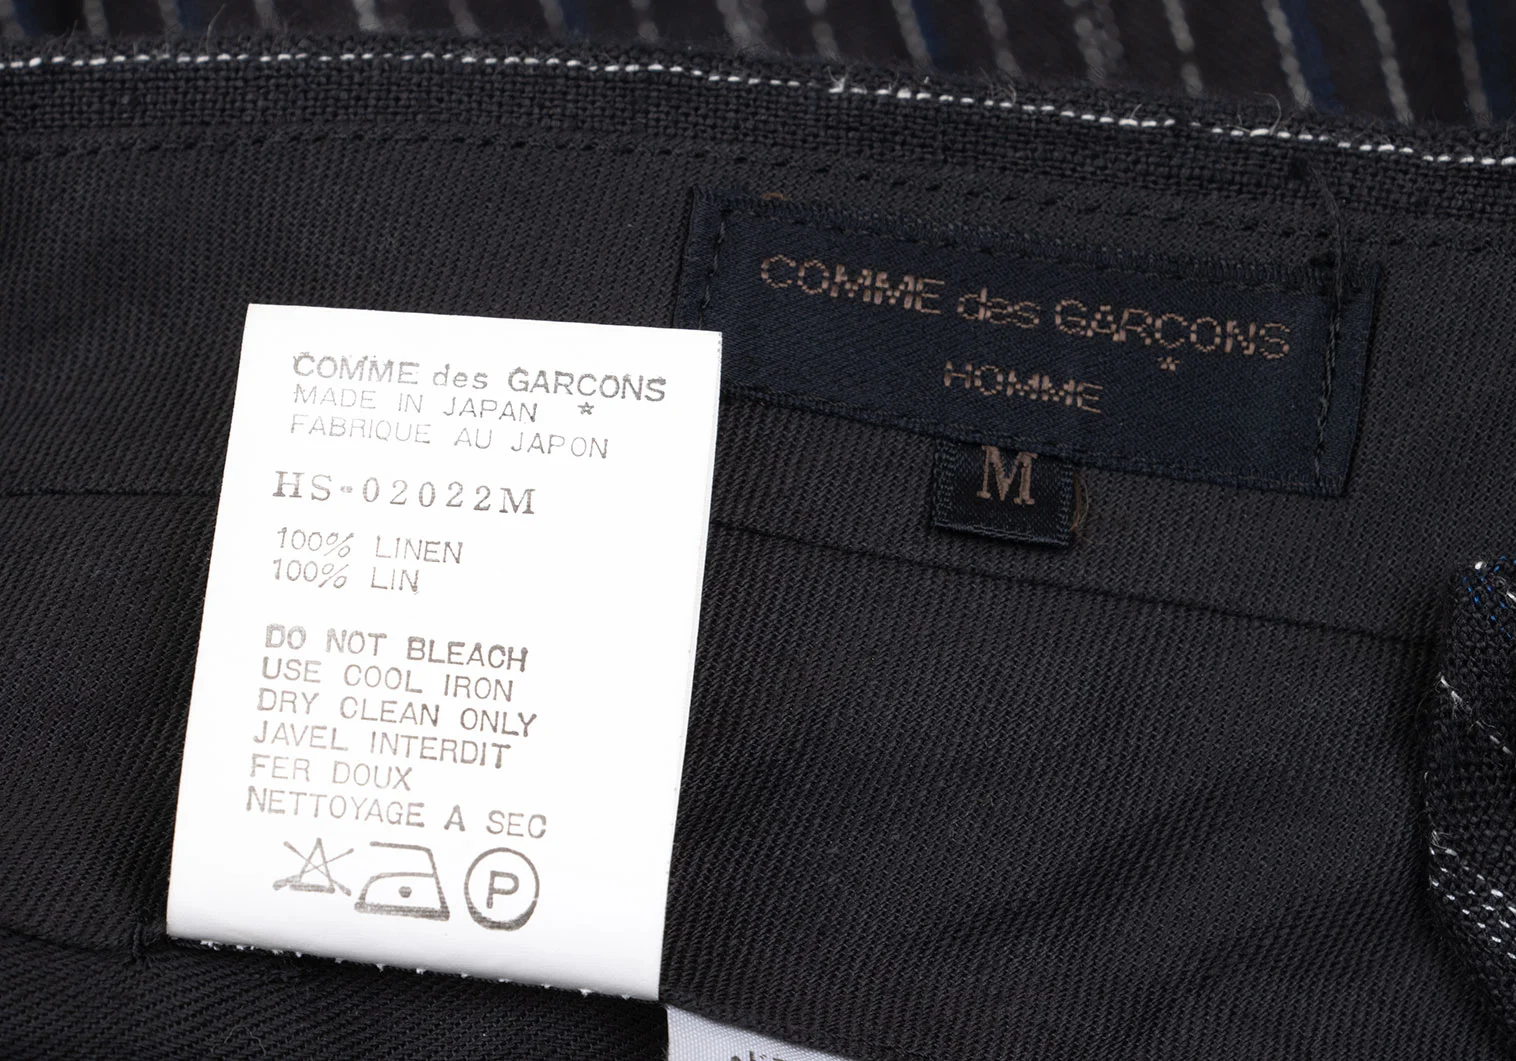 COMME des GARCONS
MADE IN JAPAN *
FABRIQUE AU JAPON
HS-02022M
100% LINEN
100% LIN
DO NOT BLEACH
USE COOL IRON
DRY CLEAN ONLY
JAVEL INTERDIT
FER DOUX
NETTOYAGE A SEC
P
COMME des GARÇONS
*
HOMME
M